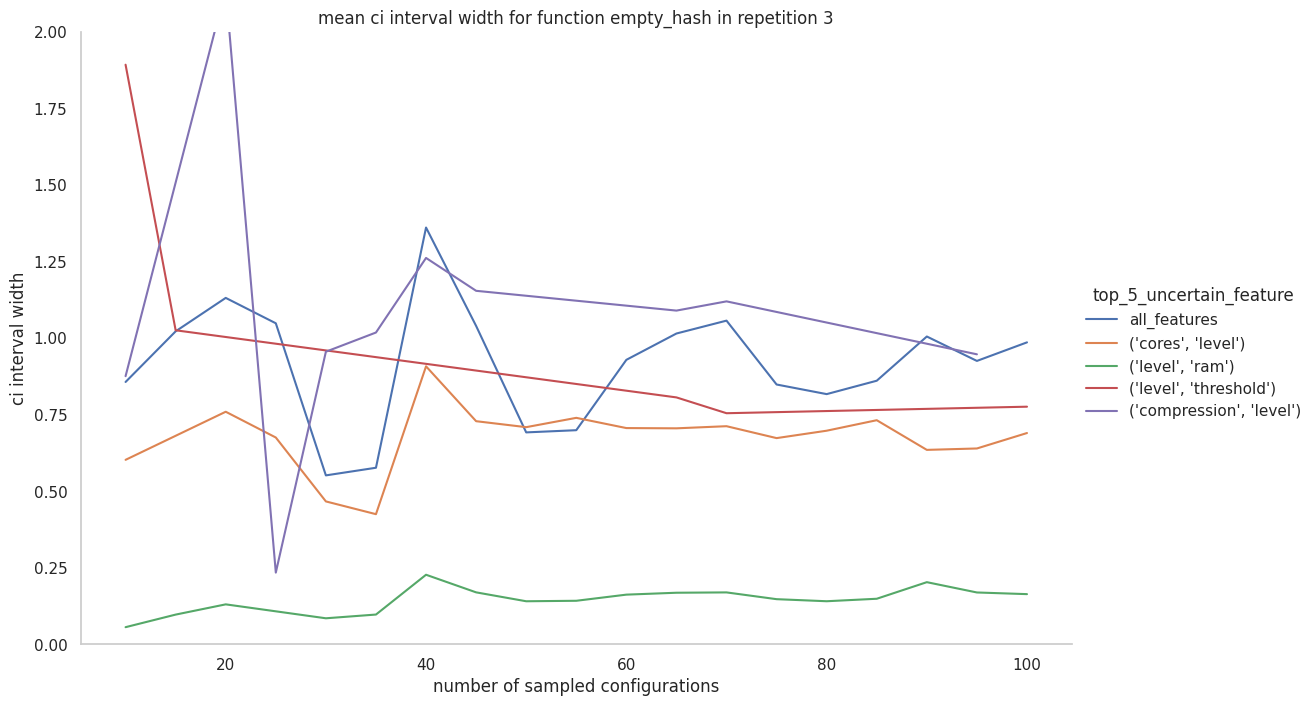 mean ci interval width for function empty_hash in repetition 3
2.00
1.75
1.50
1.25
1.00
0.75
0.50
0.25
0.00
ci interval width
20
40
60
80
100
number of sampled configurations
top_5_uncertain_feature
all_features
('cores', 'level')
('level', 'ram')
('level', 'threshold')
('compression', 'level')